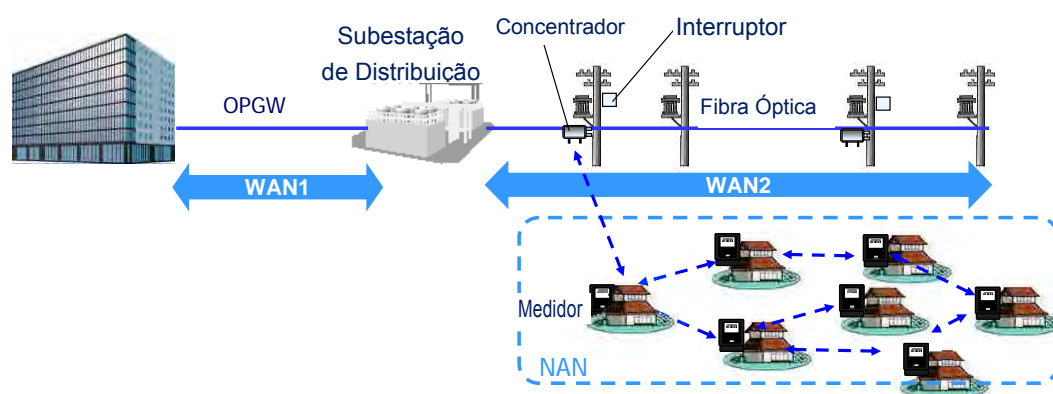 Subestação
de Distribuição
Concentrador
Interruptor
OPGW
Fibra Óptica
WAN1
WAN2
Medidor
NAN